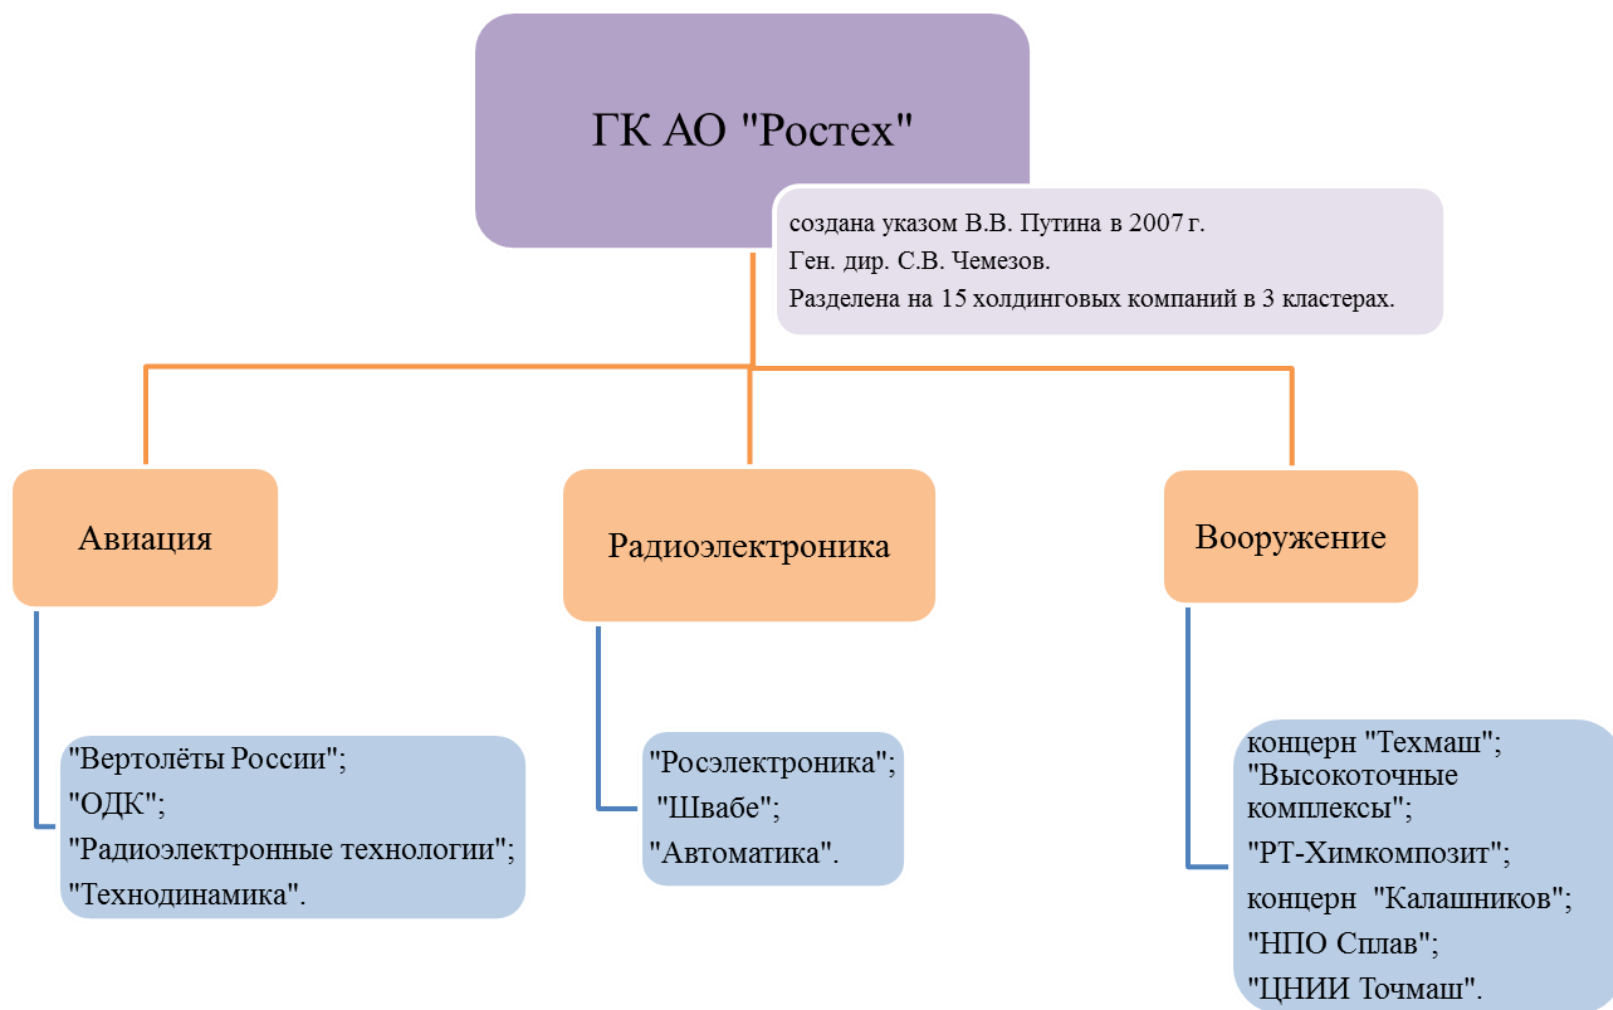 ГК АО "Ростех"
создана указом В.В. Путина в 2007 г.
Ген. дир. С.В. Чемезов.
Разделена на 15 холдинговых компаний в 3 кластерах.
Авиация
Радиоэлектроника
Вооружение
"Вертолёты России";
"ОДК";
"Радиоэлектронные технологии";
"Технодинамика".
"Росэлектроника";
"Швабе";
"Автоматика".
концерн "Техмаш";
"Высокоточные
комплексы";
"РТ-Химкомпозит";
концерн "Калашников";
"НПО Сплав";
"ЦНИИ Точмаш".